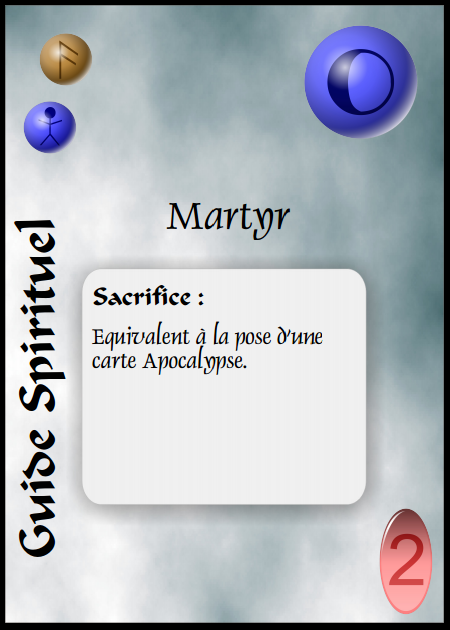 Martyr
Guide Spirituel
Sacrifice :
Equivalent à la pose d'une
carte Apocalypse.
2